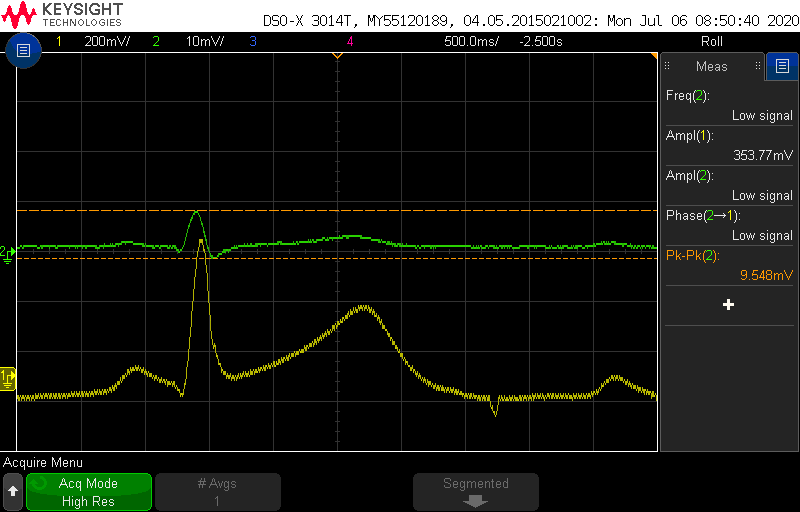 KEYSIGHT
TECHNOLOGIES
DSO-X 3014T, MY55120189, 04.05.2015021002: Mon Jul 06 08:50:40 2020
1 200mV/ 2 10mV/ 3 4 500.0ms/ -2.500s Roll
Meas
Freq(2):
Low signal
Ampl(1):
353.77mV
Ampl(2):
Low signal
Phase(2→1):
Low signal
Pk-Pk(2):
9.548mV
2
1
Acquire Menu
Acq Mode
High Res
# Avgs
1
Segmented